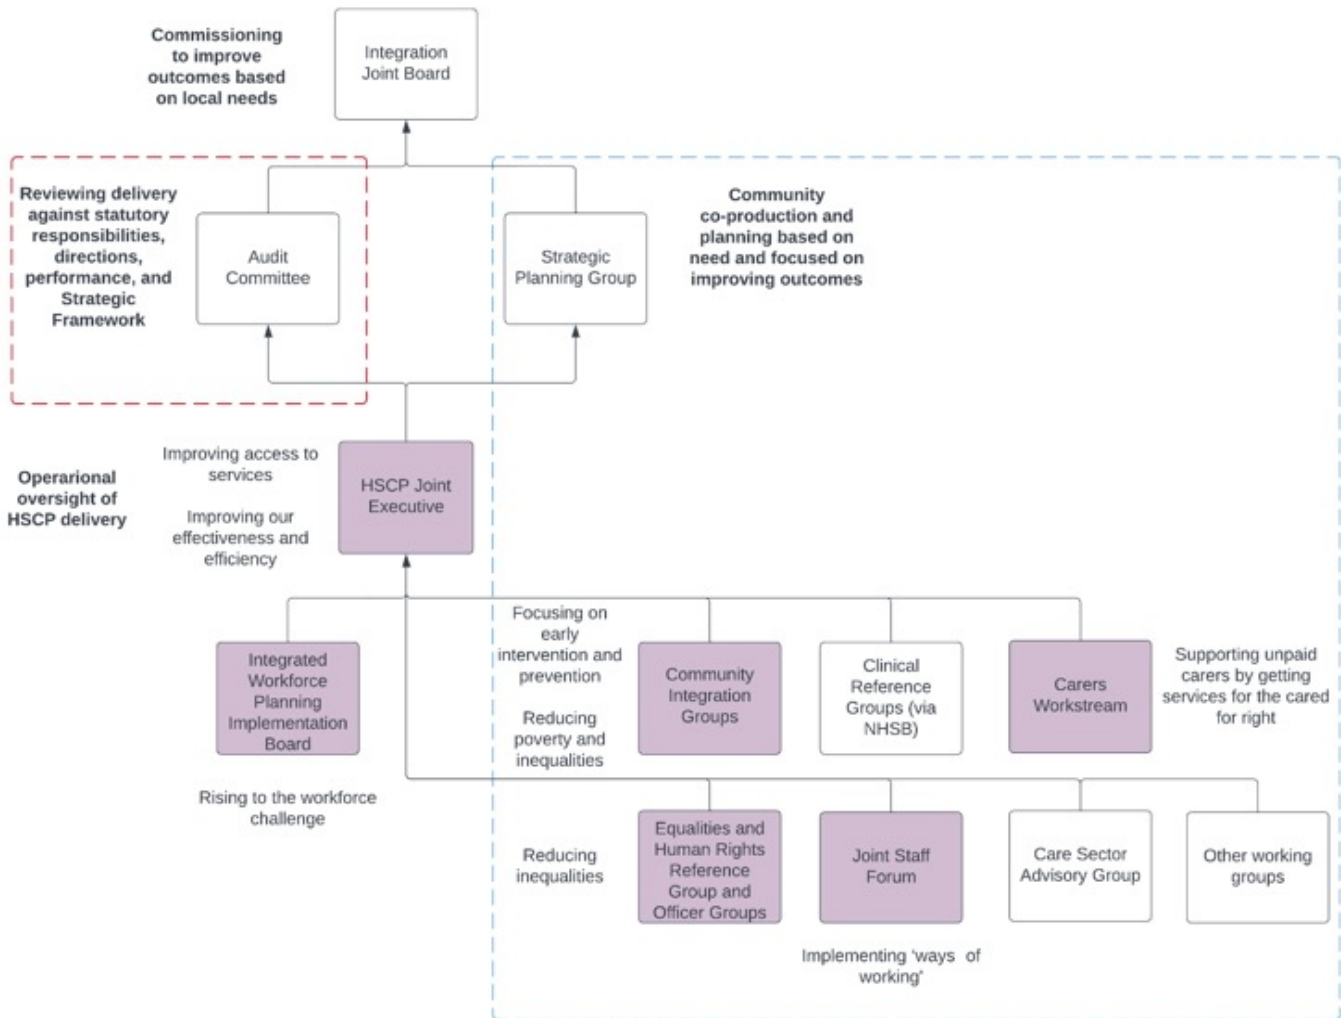 Commissioning
to improve
outcomes based
on local needs
Integration
Joint Board
Reviewing delivery
against statutory
responsibilities,
directions,
performance, and
Strategic
Framework
Audit
Committee
Strategic
Planning Group
Community
co-production and
planning based on
need and focused on
improving outcomes
Operarional
oversight of
HSCP delivery
Improving access to
services
Improving our
effectiveness and
efficiency
HSCP Joint
Executive
Integrated
Workforce
Planning
Implementation
Board
Rising to the workforce
challenge
Focusing on
early
intervention and
prevention
Reducing
poverty and
inequalities
Community
Integration
Groups
Clinical
Reference
Groups (via
NHSB)
Carers
Workstream
Supporting unpaid
carers by getting
services for the cared
for right
Reducing
inequalities
Equalities and
Human Rights
Reference
Group and
Officer Groups
Joint Staff
Forum
Implementing ‘ways of
working’
Care Sector
Advisory Group
Other working
groups